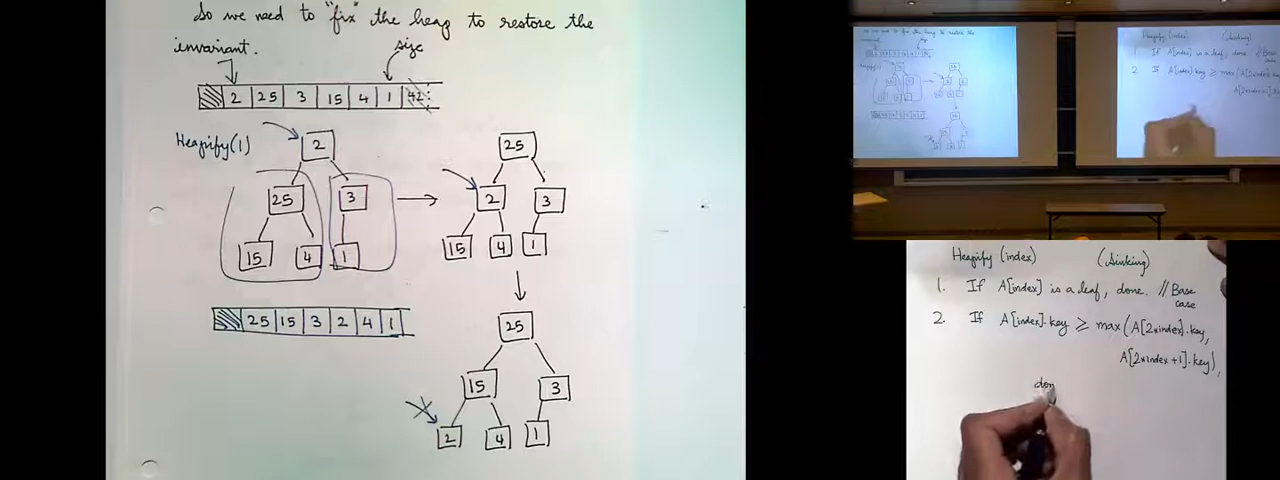 So we need to "fix" the heap to restore the
invariant.
size
2 25 3 15 4 1 42
Heapify(1)
2
25 3
15 4 1
25
2 3
15 4 1
25 15 3 2 4 1
25
15 3
2 4 1
Heapify (index) (Sinking)
1. If A[index] is a leaf, done. // Base
case
2. If A[index].key ≥ max(A[2×index].key,
A[2×index+1].key),
don